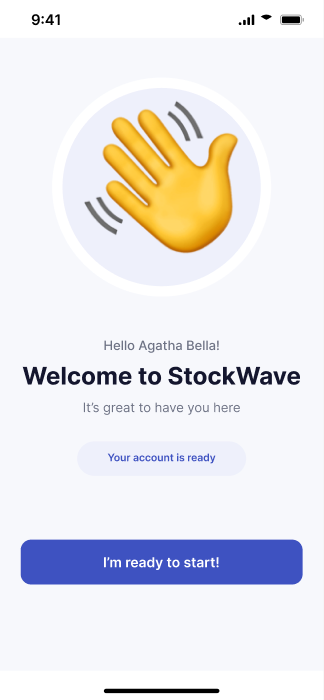 9:41
Hello Agatha Bella!
Welcome to StockWave
It's great to have you here
Your account is ready
I'm ready to start!